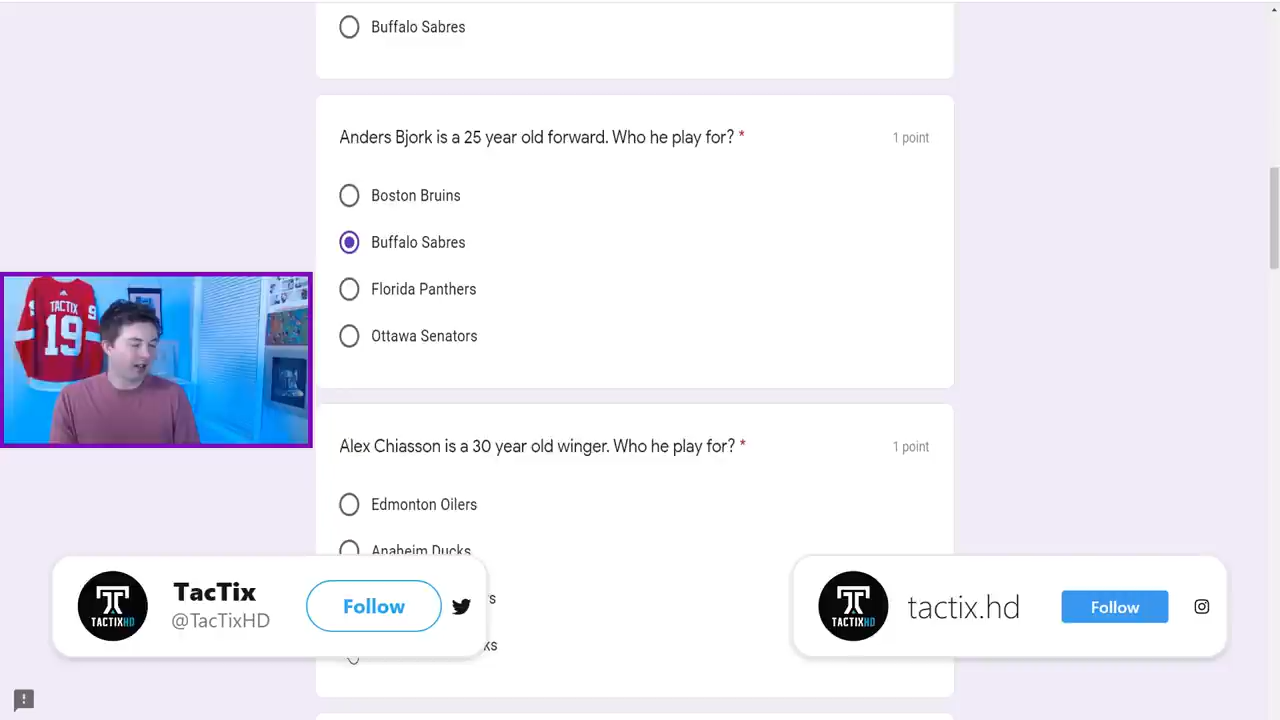 Buffalo Sabres
Anders Bjork is a 25 year old forward. Who he play for? *
1 point
Boston Bruins
Buffalo Sabres
Florida Panthers
Ottawa Senators
TACTIX
19
Alex Chiasson is a 30 year old winger. Who he play for? *
1 point
Edmonton Oilers
Anaheim Ducks
s
ks
TACTIXHD
TacTix
@TacTixHD
Follow
TACTIXHD
tactix.hd
Follow